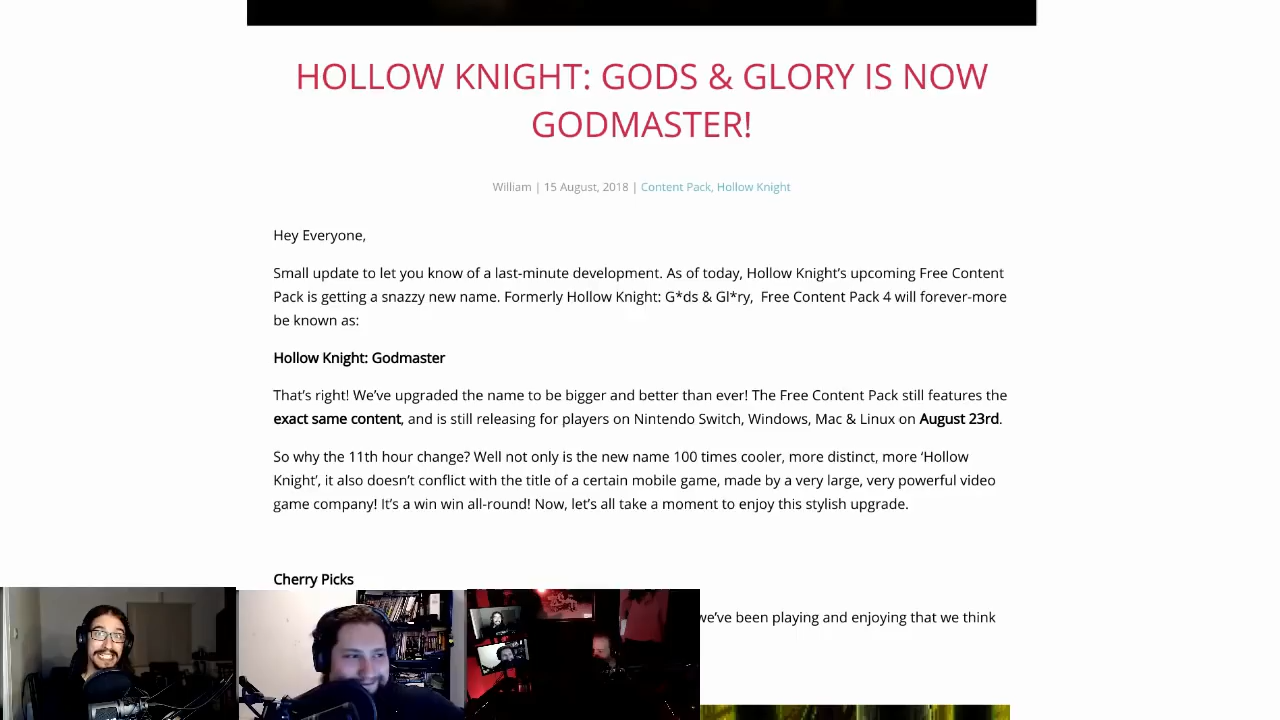 HOLLOW KNIGHT: GODS & GLORY IS NOW
GODMASTER!
William | 15 August, 2018 | Content Pack, Hollow Knight
Hey Everyone,
Small update to let you know of a last-minute development. As of today, Hollow Knight’s upcoming Free Content
Pack is getting a snazzy new name. Formerly Hollow Knight: G*ds & Gl*ry,  Free Content Pack 4 will forever-more
be known as:
Hollow Knight: Godmaster
That’s right! We’ve upgraded the name to be bigger and better than ever! The Free Content Pack still features the
exact same content, and is still releasing for players on Nintendo Switch, Windows, Mac & Linux on August 23rd.
So why the 11th hour change? Well not only is the new name 100 times cooler, more distinct, more ‘Hollow
Knight’, it also doesn’t conflict with the title of a certain mobile game, made by a very large, very powerful video
game company! It’s a win win all-round! Now, let’s all take a moment to enjoy this stylish upgrade.
Cherry Picks
we’ve been playing and enjoying that we think